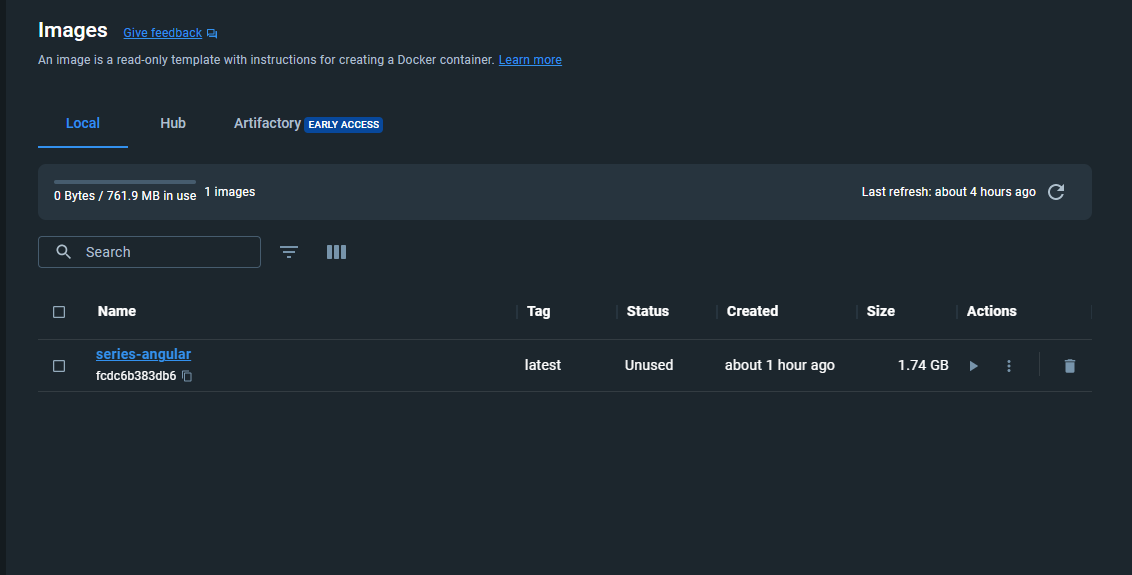 Images Give feedback
An image is a read-only template with instructions for creating a Docker container. Learn more
Local Hub Artifactory EARLY ACCESS
0 Bytes / 761.9 MB in use 1 images Last refresh: about 4 hours ago
Search
Name Tag Status Created Size Actions
series-angular
latest Unused about 1 hour ago 1.74 GB
fcdc6b383db6